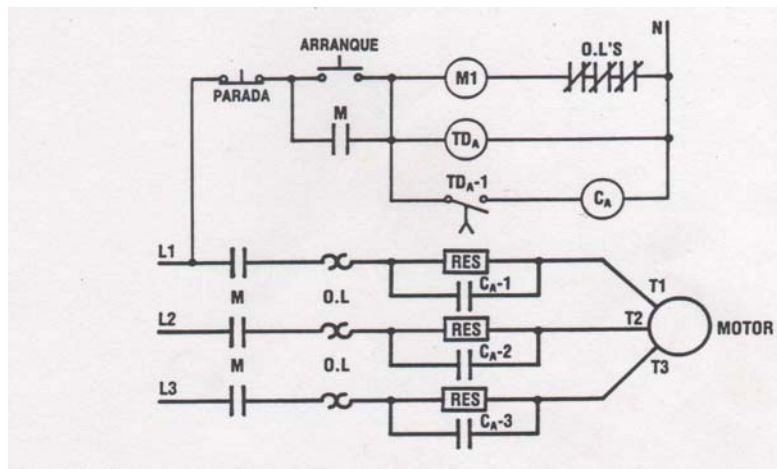 N
ARRANQUE
O.L'S
PARADA
M1
M
TDA
TDA-1
CA
L1
RES
CA-1
T1
M
O.L
L2
T2
MOTOR
RES
CA-2
M
O.L
T3
L3
RES
CA-3